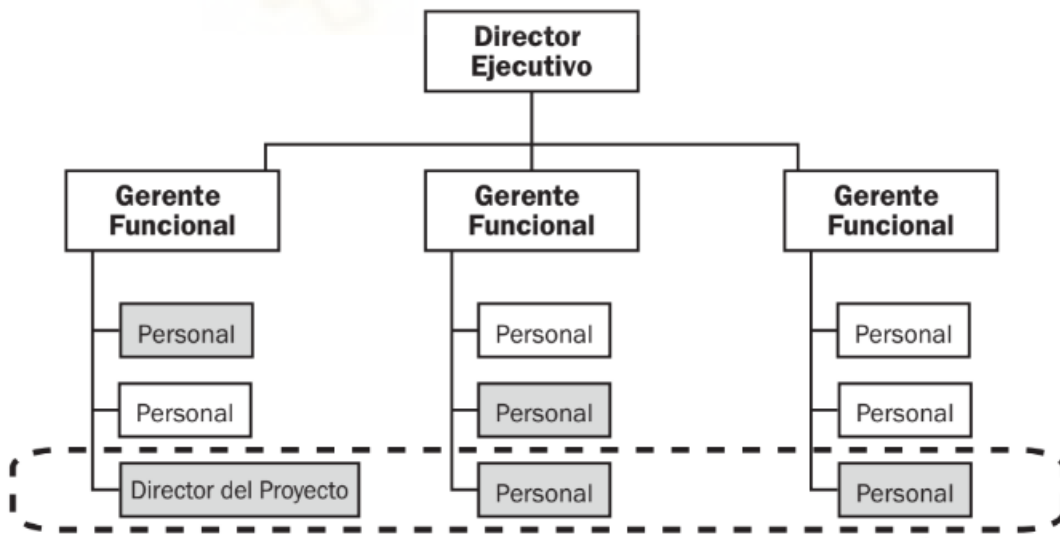 Director
Ejecutivo
Gerente
Funcional
Gerente
Funcional
Gerente
Funcional
Personal
Personal
Personal
Personal
Personal
Personal
Director del Proyecto
Personal
Personal